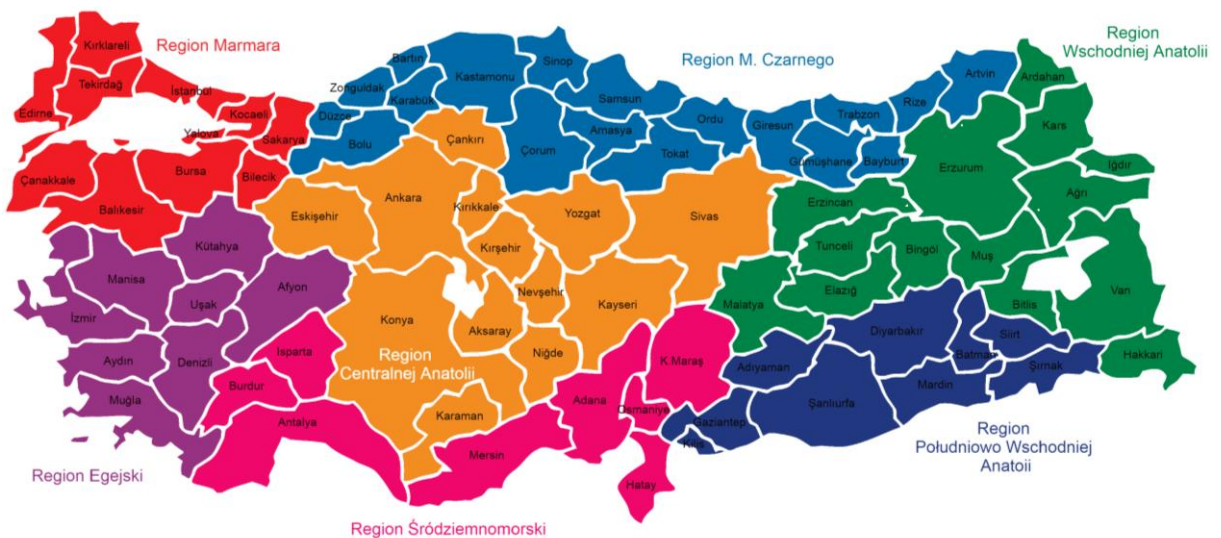 Region Marmara
Kırklareli
Tekirdağ
Edirne
İstanbul
Kocaeli
Yalova
Sakarya
Çanakkale
Bursa
Bilecik
Balıkesir
Region M. Czarnego
Bartın
Zonguldak
Karabük
Kastamonu
Sinop
Düzce
Bolu
Samsun
Amasya
Çorum
Tokat
Ordu
Giresun
Gümüşhane
Trabzon
Bayburt
Rize
Artvin
Region
Wschodniej Anatolii
Ardahan
Kars
Iğdır
Erzurum
Ağrı
Erzincan
Tunceli
Bingöl
Muş
Elazığ
Malatya
Bitlis
Van
Hakkari
Çankırı
Ankara
Eskişehir
Kırıkkale
Yozgat
Sivas
Kırşehir
Nevşehir
Kayseri
Aksaray
Konya
Niğde
Karaman
Region
Centralnej Anatolii
Kütahya
Manisa
Uşak
Afyon
İzmir
Aydın
Denizli
Muğla
Region Egejski
Isparta
Burdur
Antalya
Mersin
Adana
Osmaniye
K.Maraş
Hatay
Region Śródziemnomorski
Adıyaman
Diyarbakır
Batman
Siirt
Şırnak
Mardin
Şanlıurfa
Gaziantep
Kilis
Region
Południowo Wschodniej
Anatoii